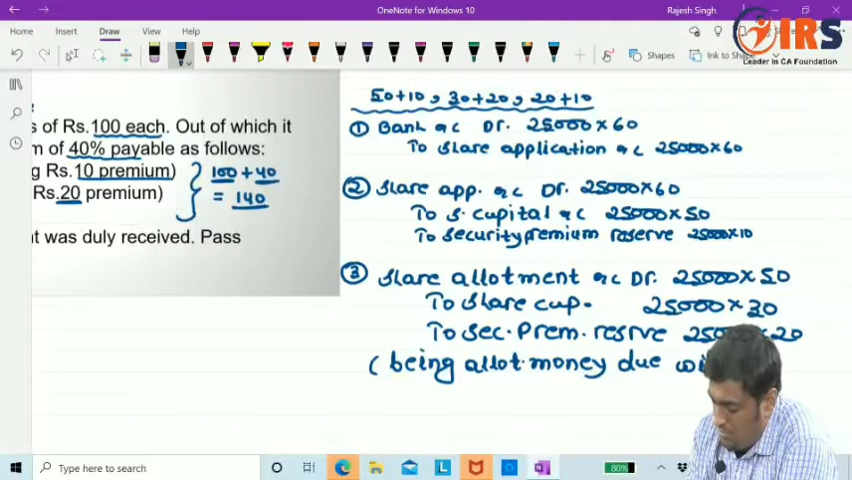 OneNote for Windows 10
Rajesh Singh
Home Insert Draw View Help
Shapes
Ink to Shape
IRS
Leader in CA Foundation
s of Rs.100 each. Out of which it
m of 40% payable as follows:
g Rs.10 premium)
Rs.20 premium)
100 + 40
= 140
nt was duly received. Pass
50+10, 30+20, 20+10
① Bank a/c Dr. 25000×60
To Share application a/c 25000×60
② Share app. a/c Dr. 25000×60
To S. capital a/c 25000×50
To Security premium reserve 25000×10
③ Share allotment a/c Dr. 25000×50
To Share cap. 25000×30
To Sec. Prem. reserve 20
(being allot. money due
Type here to search
80%